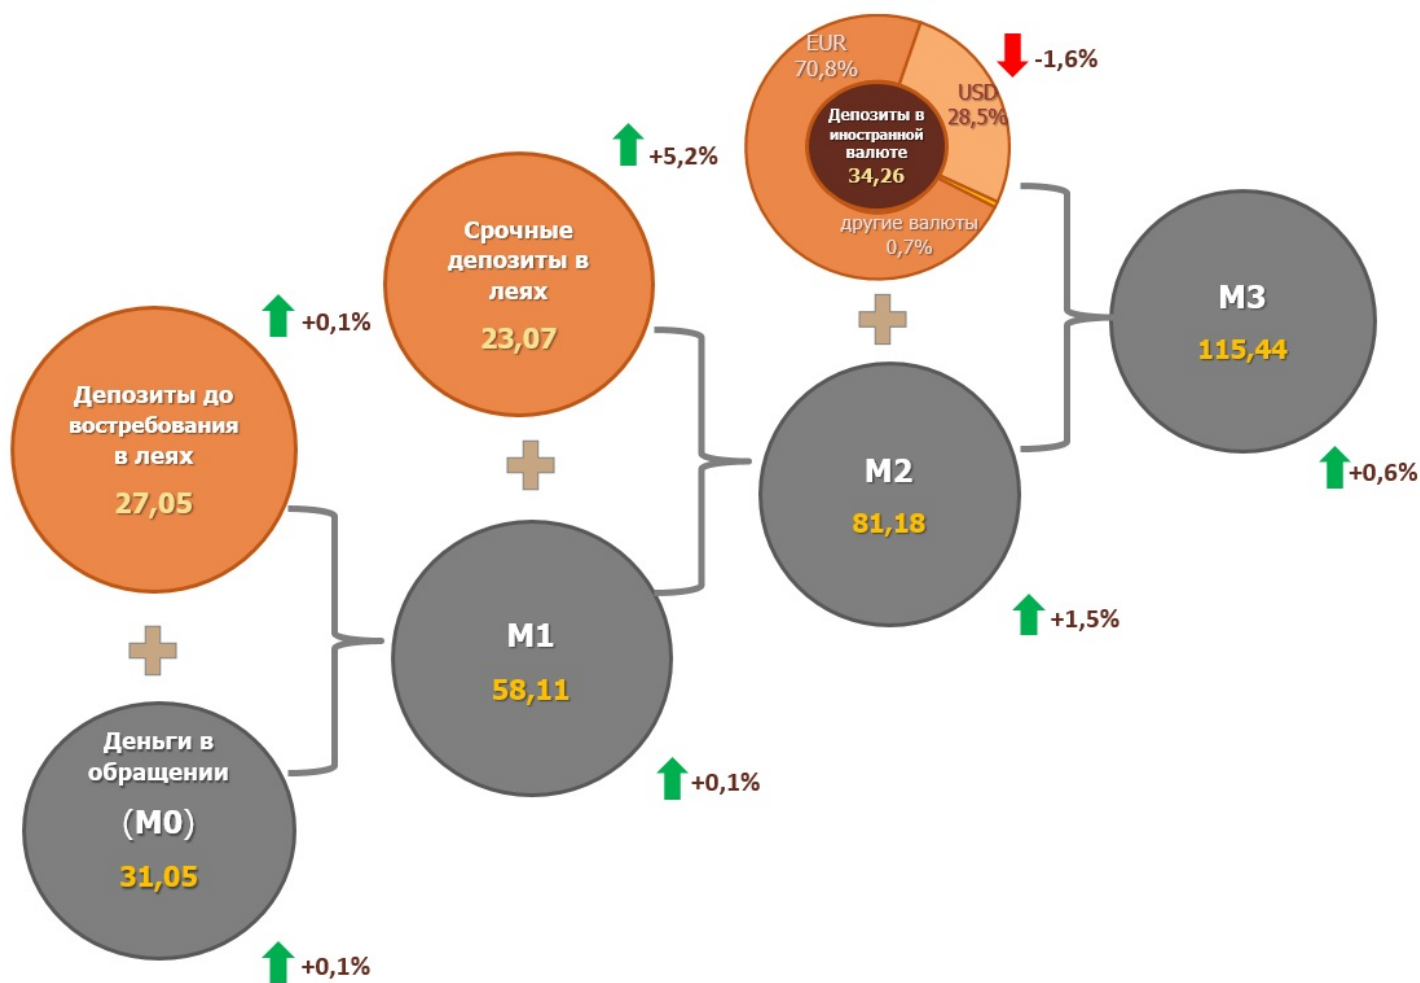 EUR
70,8%
USD
28,5%
Депозиты в
иностранной
валюте
34,26
другие валюты
0,7%
-1,6%
+5,2%
Срочные
депозиты в
леях
23,07
M3
115,44
+0,6%
+0,1%
Депозиты до
востребования
в леях
27,05
M2
81,18
+1,5%
M1
58,11
+0,1%
Деньги в
обращении
(M0)
31,05
+0,1%